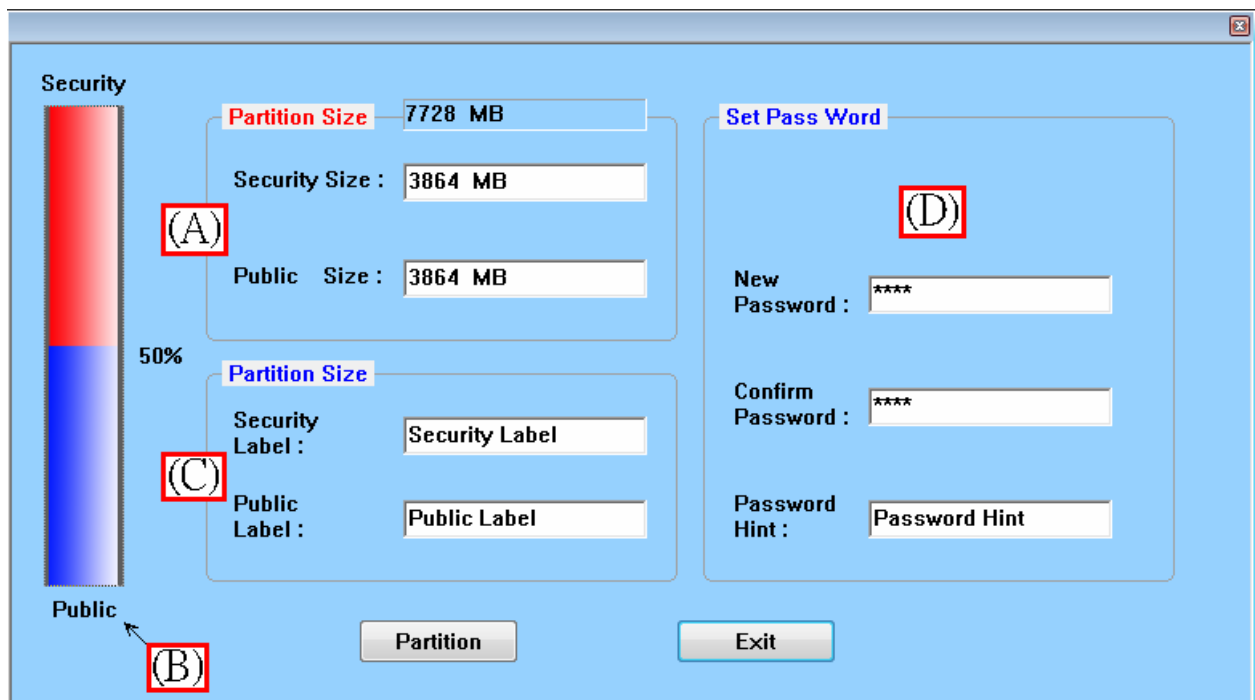 Security
Partition Size 7728 MB
Security Size : 3864 MB
(A)
Public Size : 3864 MB
50%
Partition Size
Security
Label :
Security Label
(C)
Public
Label :
Public Label
Public
(B)
Set Pass Word
(D)
New
Password :
****
Confirm
Password :
****
Password
Hint :
Password Hint
Partition
Exit